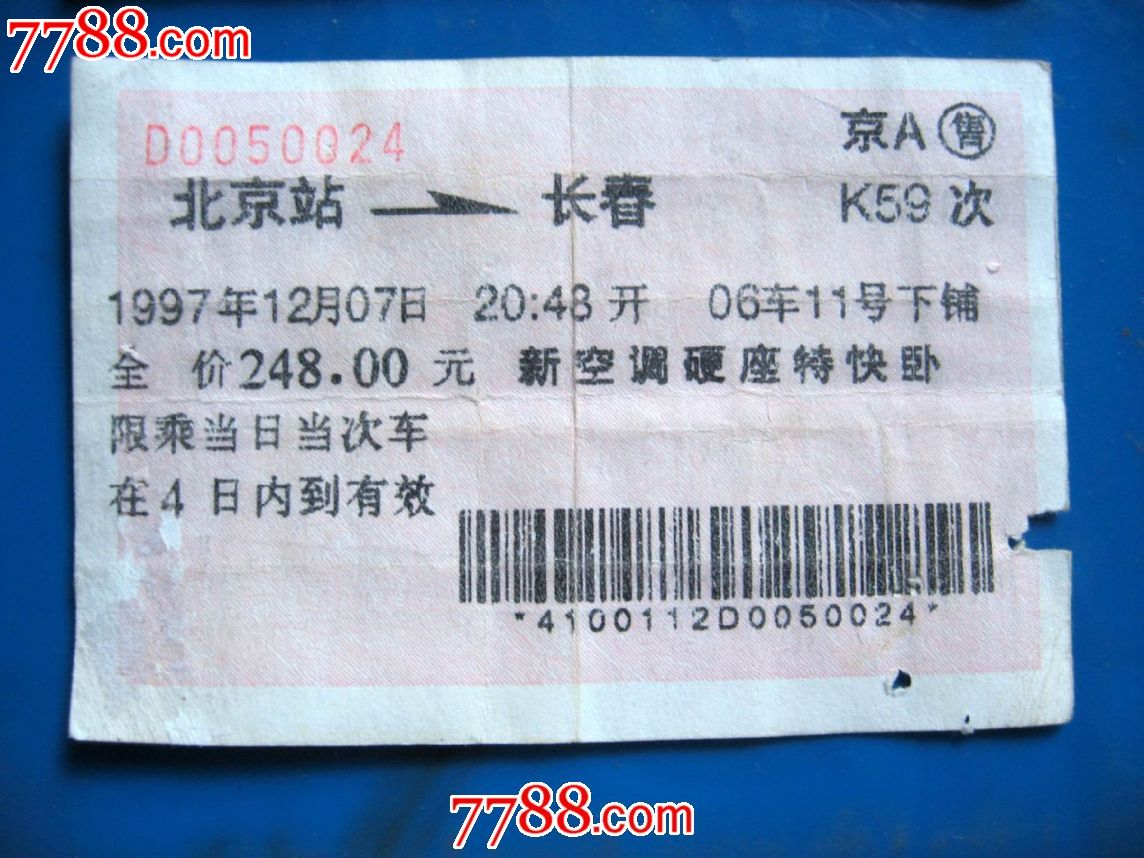 7788.com
D0050024
京A 售
北京站 长春 K59次
1997年12月07日 20:48开 06车11号下铺
全 价248.00元 新空调硬座特快卧
限乘当日当次车
在4日内到有效
*4100112D0050024*
7788.com